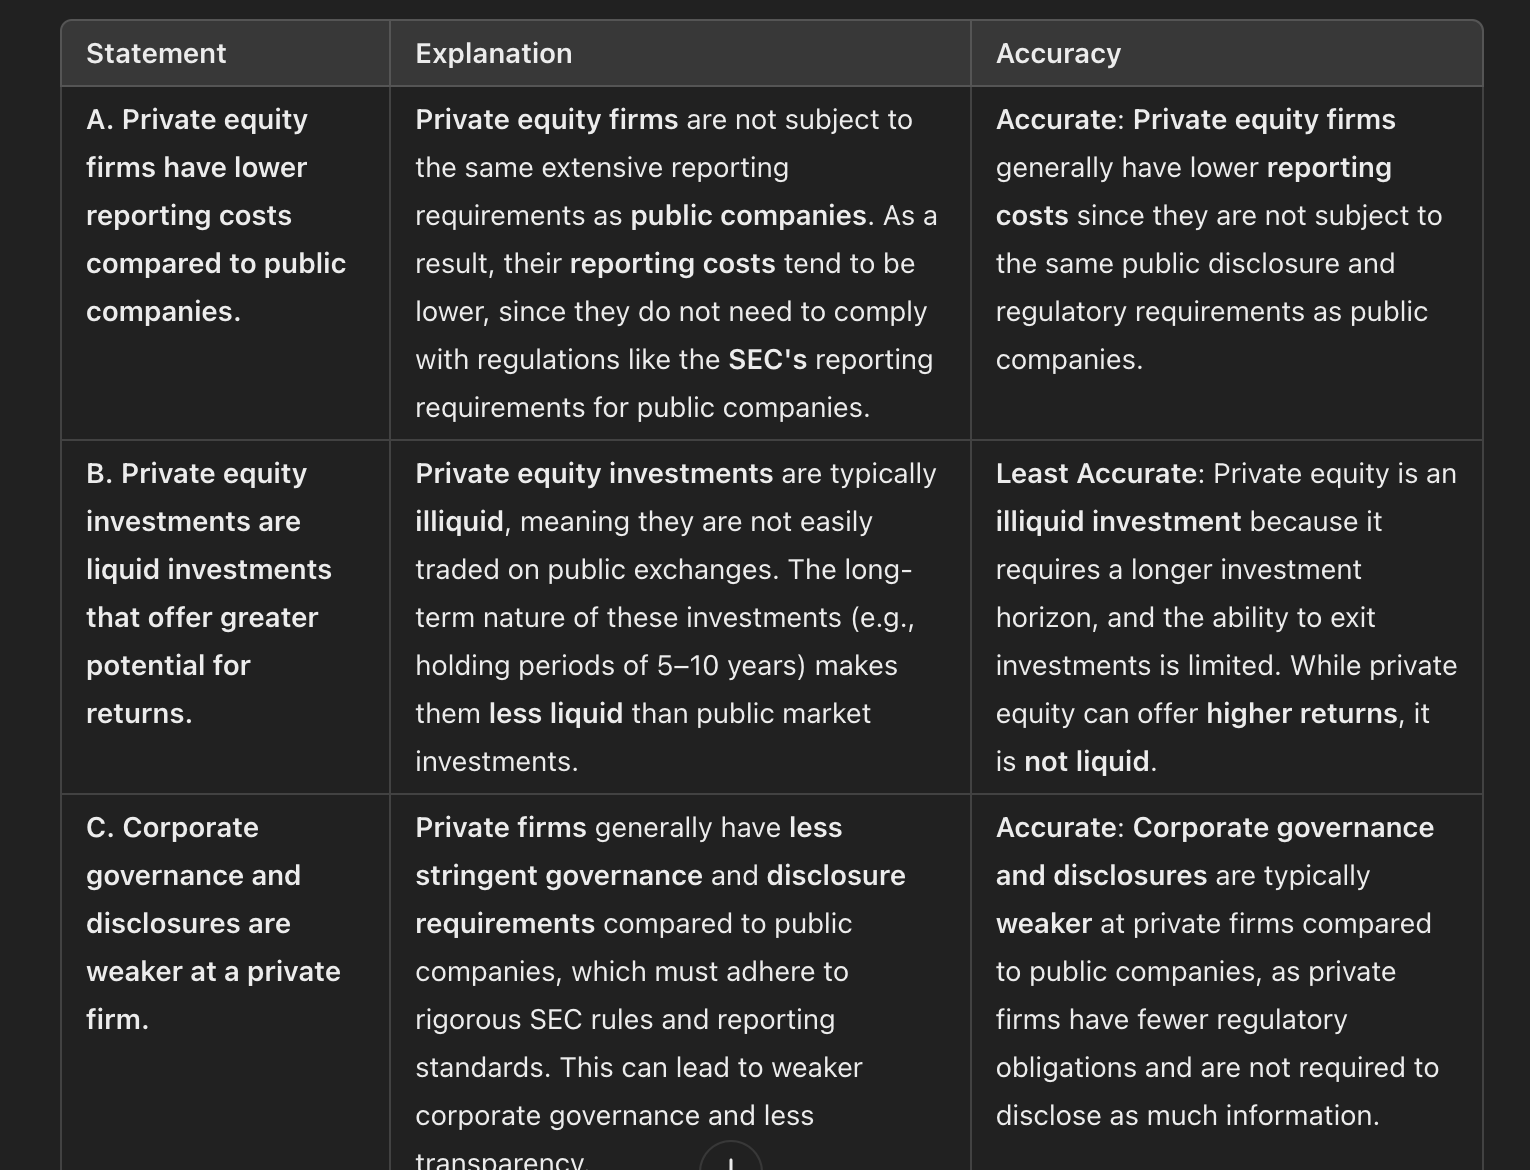 Statement
Explanation
Accuracy
A. Private equity
firms have lower
reporting costs
compared to public
companies.
Private equity firms are not subject to
the same extensive reporting
requirements as public companies. As a
result, their reporting costs tend to be
lower, since they do not need to comply
with regulations like the SEC's reporting
requirements for public companies.
Accurate: Private equity firms
generally have lower reporting
costs since they are not subject to
the same public disclosure and
regulatory requirements as public
companies.
B. Private equity
investments are
liquid investments
that offer greater
potential for
returns.
Private equity investments are typically
illiquid, meaning they are not easily
traded on public exchanges. The long-
term nature of these investments (e.g.,
holding periods of 5–10 years) makes
them less liquid than public market
investments.
Least Accurate: Private equity is an
illiquid investment because it
requires a longer investment
horizon, and the ability to exit
investments is limited. While private
equity can offer higher returns, it
is not liquid.
C. Corporate
governance and
disclosures are
weaker at a private
firm.
Private firms generally have less
stringent governance and disclosure
requirements compared to public
companies, which must adhere to
rigorous SEC rules and reporting
standards. This can lead to weaker
corporate governance and less
transparency.
Accurate: Corporate governance
and disclosures are typically
weaker at private firms compared
to public companies, as private
firms have fewer regulatory
obligations and are not required to
disclose as much information.